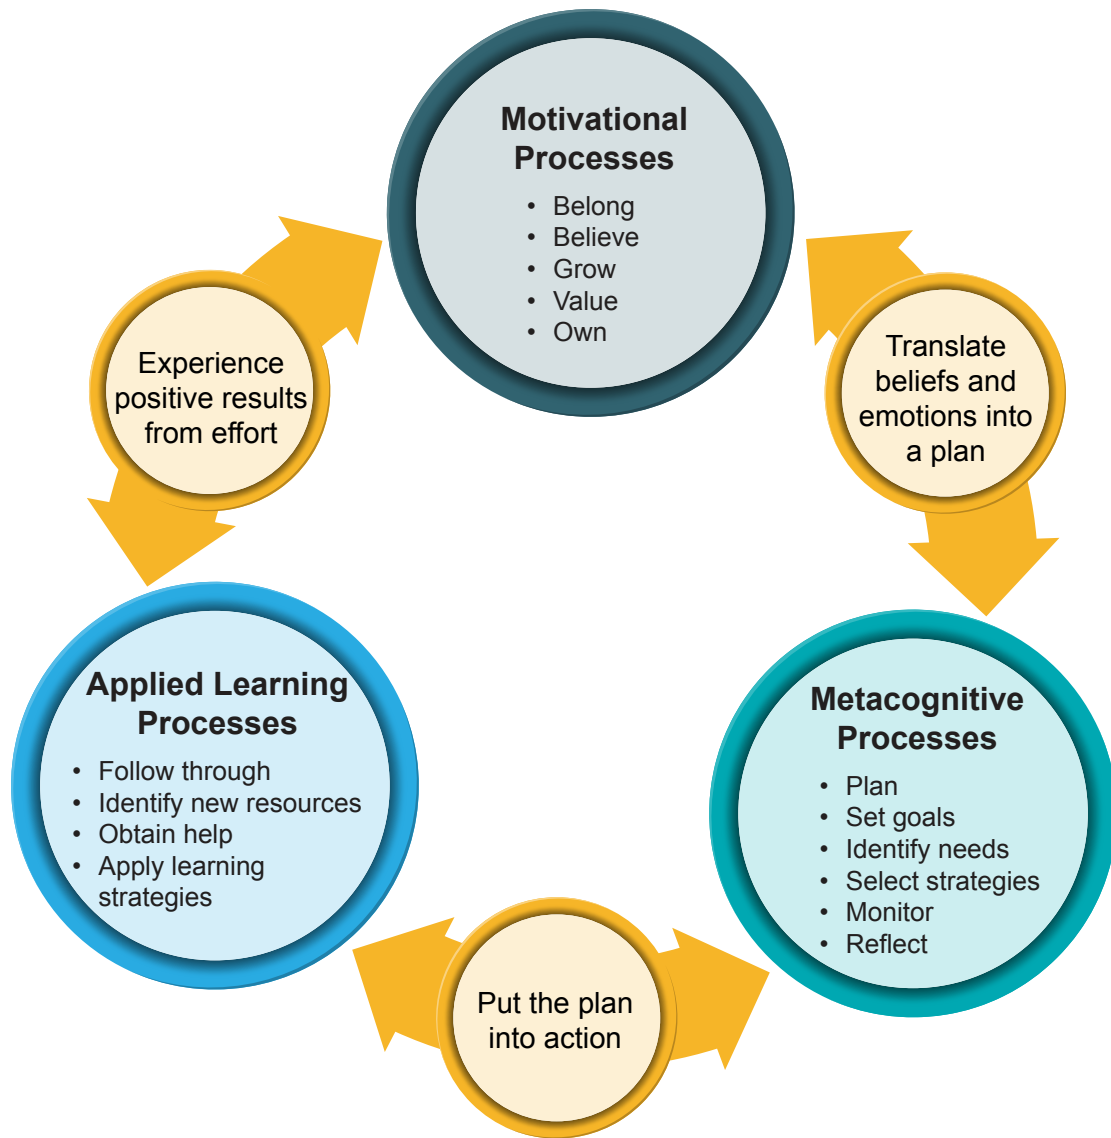 Motivational
Processes
• Belong
• Believe
• Grow
• Value
• Own
Experience
positive results
from effort
Translate
beliefs and
emotions into
a plan
Applied Learning
Processes
• Follow through
• Identify new resources
• Obtain help
• Apply learning
strategies
Metacognitive
Processes
• Plan
• Set goals
• Identify needs
• Select strategies
• Monitor
• Reflect
Put the plan
into action